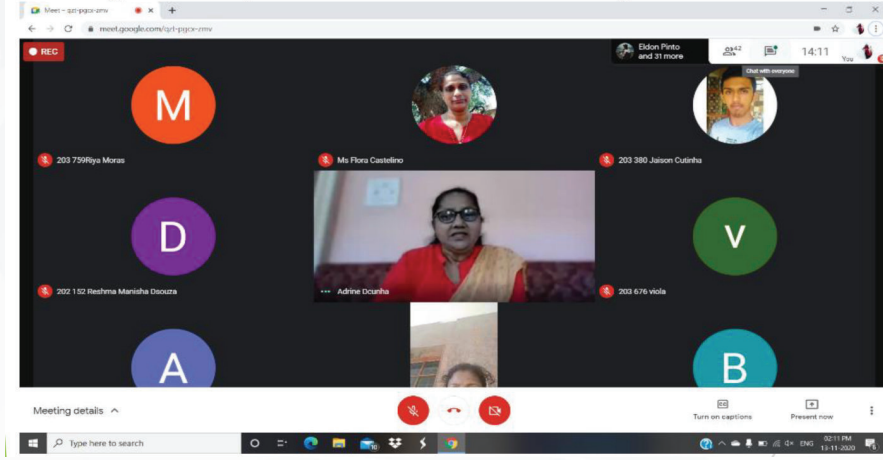 Meet – qzt-pgcx-zmv
meet.google.com/qzt-pgcx-zmv
REC
Eldon Pinto
and 31 more
42
14:11
You
Chat with everyone
M
203 759Riya Moras
Ms Flora Castelino
203 380 Jaison Cutinha
D
202 152 Reshma Manisha Dsouza
Adrine Dcunha
V
203 676 viola
A
B
Meeting details
Turn on captions
Present now
Type here to search
10
ENG
02:11 PM
13-11-2020